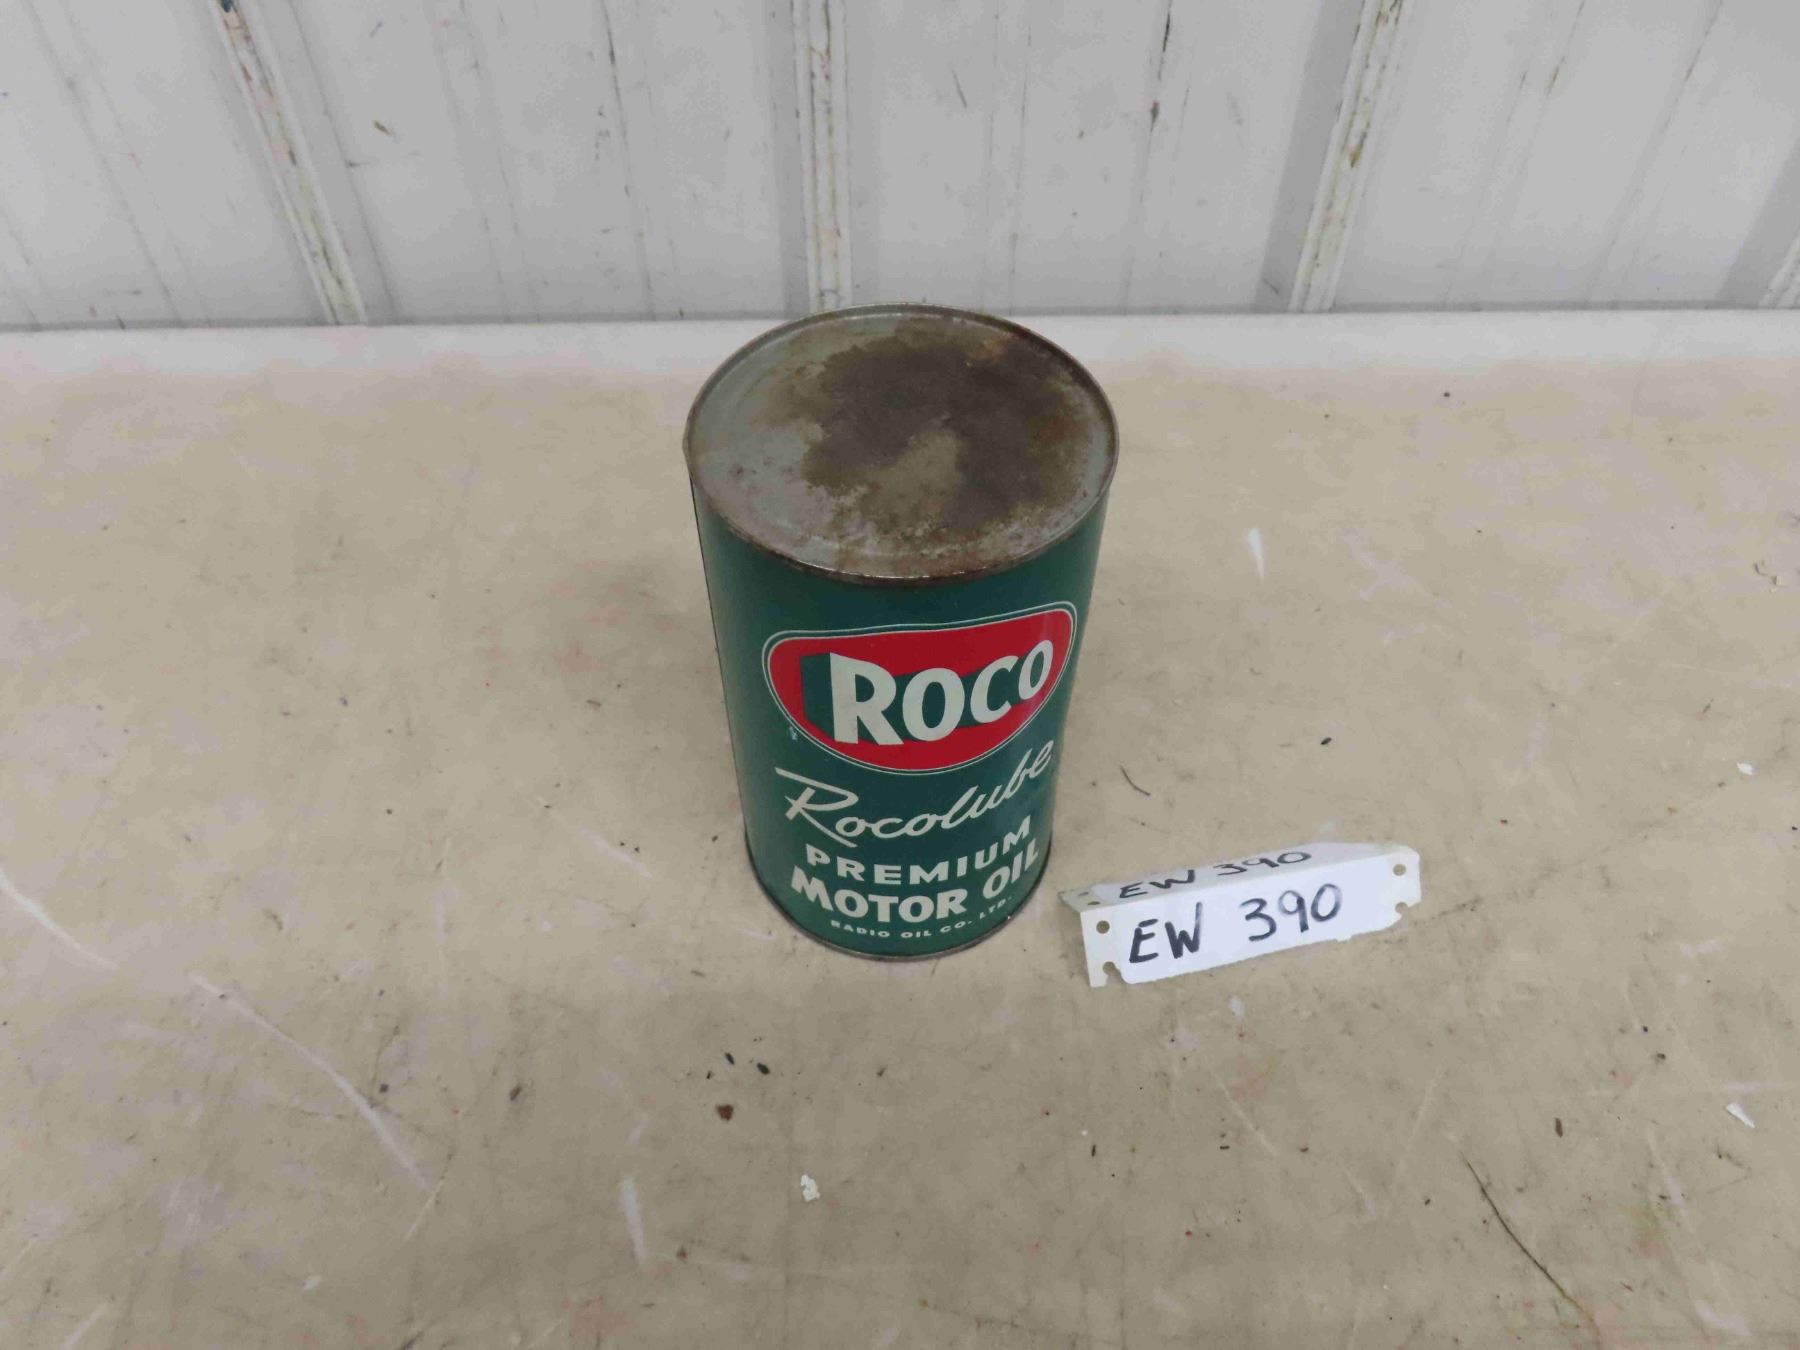 ROCO
Rocolube
PREMIUM
MOTOR OIL
RADIO OIL CO. LTD.
EW 390
EW 390